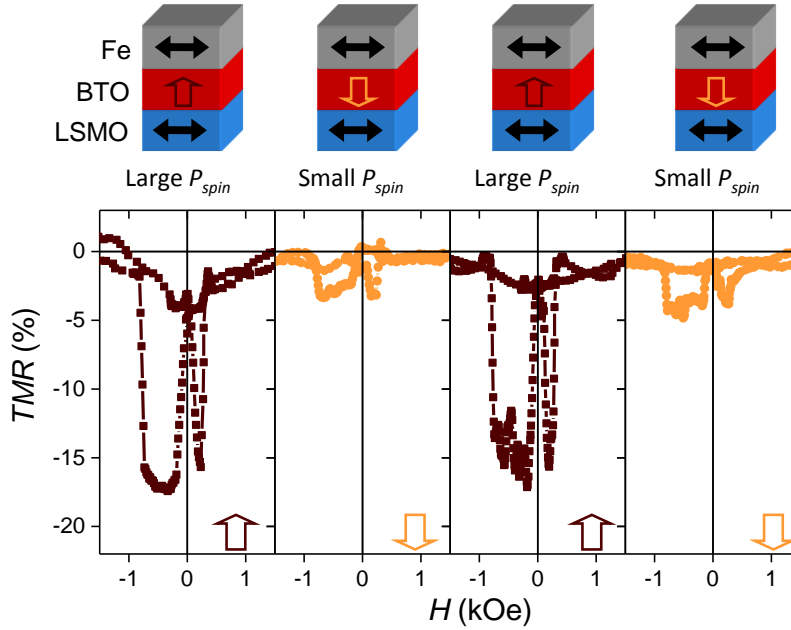 Fe
BTO
LSMO
Large P_spin Small P_spin Large P_spin Small P_spin
TMR (%)
0
-5
-10
-15
-20
-1 0 1 -1 0 1 -1 0 1 -1 0 1
H (kOe)